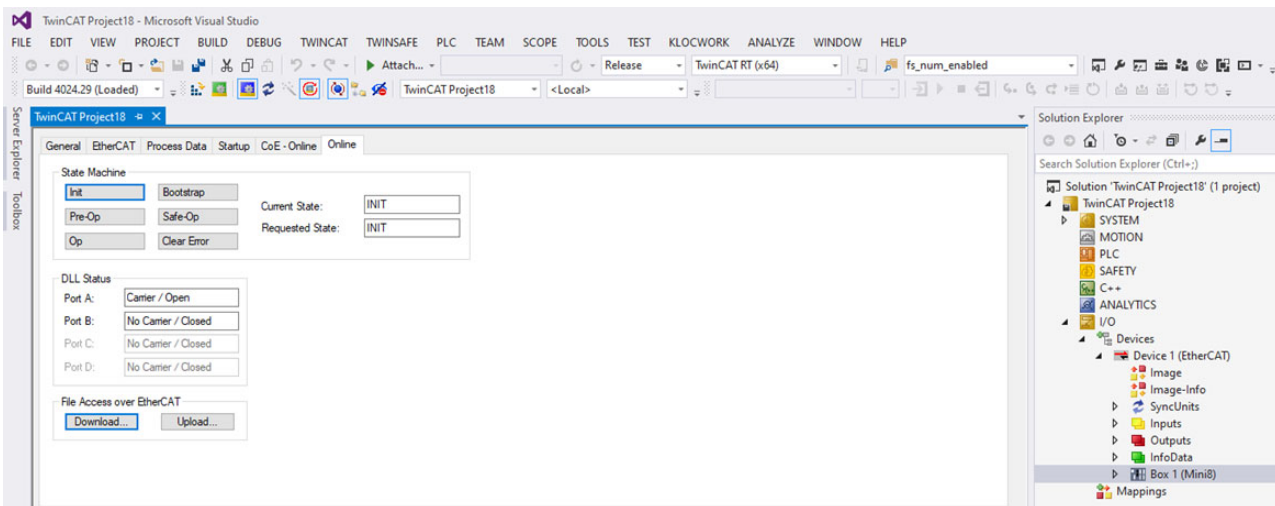 TwinCAT Project18 - Microsoft Visual Studio
FILE EDIT VIEW PROJECT BUILD DEBUG TWINCAT TWINSAFE PLC TEAM SCOPE TOOLS TEST KLOCWORK ANALYZE WINDOW HELP
Attach... Release TwinCAT RT (x64) fs_num_enabled
Build 4024.29 (Loaded) TwinCAT Project18 <Local>
Server Explorer
Toolbox
TwinCAT Project18
General EtherCAT Process Data Startup CoE - Online Online
State Machine
Init Bootstrap
Pre-Op Safe-Op
Op Clear Error
Current State: INIT
Requested State: INIT
DLL Status
Port A: Carrier / Open
Port B: No Carrier / Closed
Port C: No Carrier / Closed
Port D: No Carrier / Closed
File Access over EtherCAT
Download... Upload...
Solution Explorer
Search Solution Explorer (Ctrl+;)
Solution 'TwinCAT Project18' (1 project)
TwinCAT Project18
SYSTEM
MOTION
PLC
SAFETY
C++
ANALYTICS
I/O
Devices
Device 1 (EtherCAT)
Image
Image-Info
SyncUnits
Inputs
Outputs
InfoData
Box 1 (Mini8)
Mappings